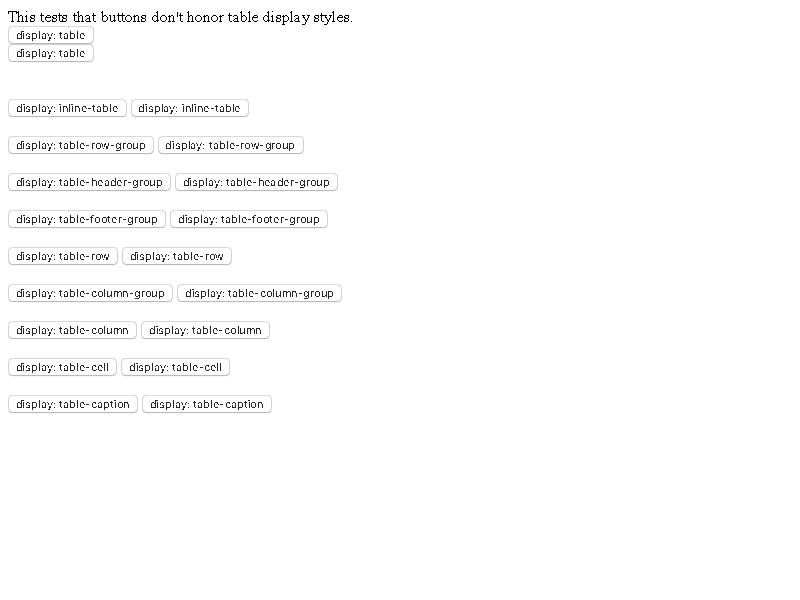 This tests that buttons don't honor table display styles.
display: table
display: table
display: inline-table display: inline-table
display: table-row-group display: table-row-group
display: table-header-group display: table-header-group
display: table-footer-group display: table-footer-group
display: table-row display: table-row
display: table-column-group display: table-column-group
display: table-column display: table-column
display: table-cell display: table-cell
display: table-caption display: table-caption